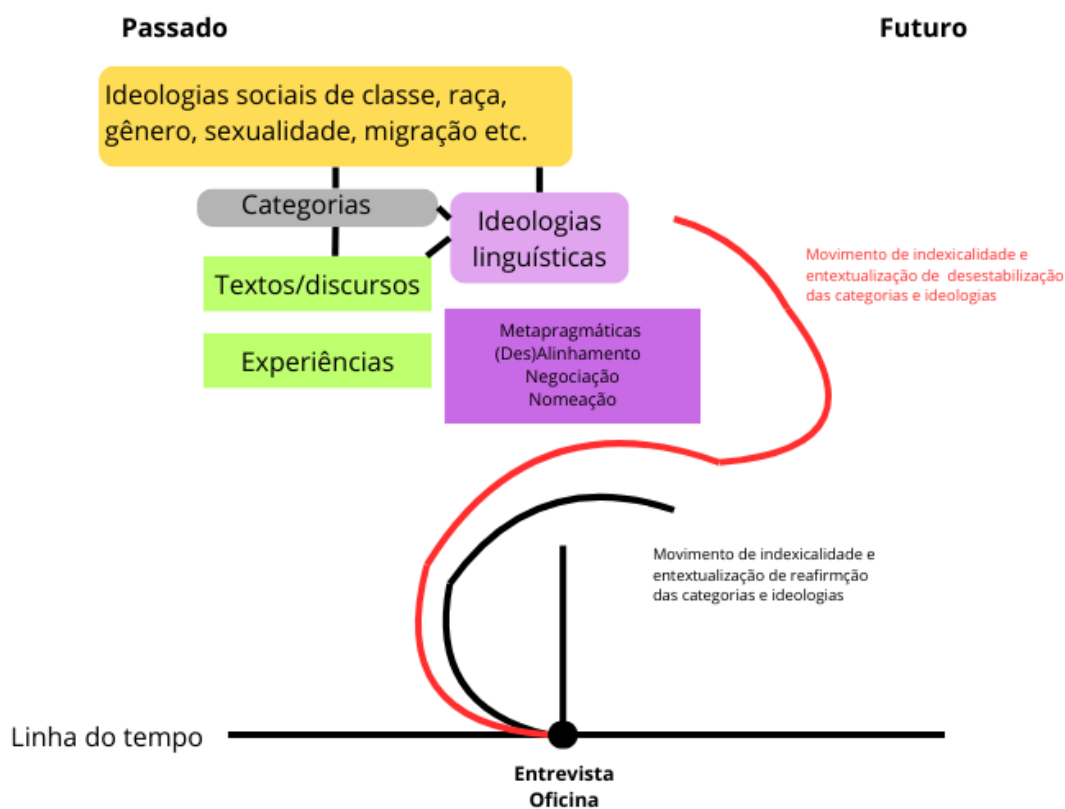 Passado
Futuro
Ideologias sociais de classe, raça,
gênero, sexualidade, migração etc.
Categorias
Ideologias
linguísticas
Textos/discursos
Experiências
Metapragmáticas
(Des)Alinhamento
Negociação
Nomeação
Movimento de indexicalidade e
entextualização de desestabilização
das categorias e ideologias
Movimento de indexicalidade e
entextualização de reafirmção
das categorias e ideologias
Linha do tempo
Entrevista
Oficina